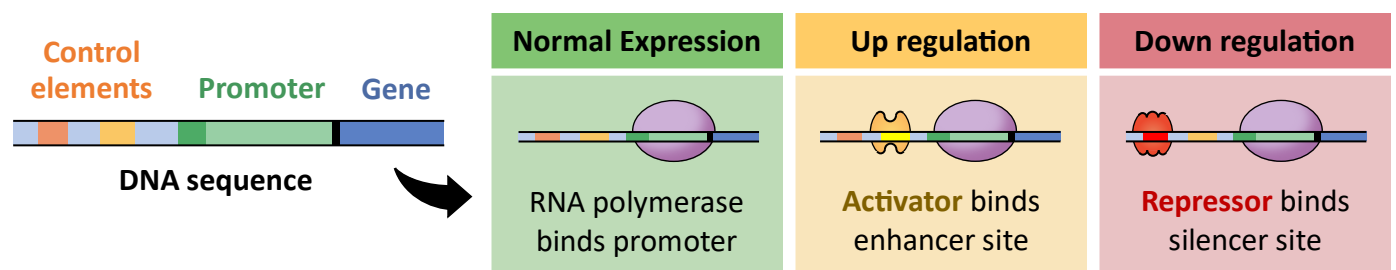 Control
elements
Promoter
Gene
DNA sequence
Normal Expression
RNA polymerase
binds promoter
Up regulation
Activator binds
enhancer site
Down regulation
Repressor binds
silencer site